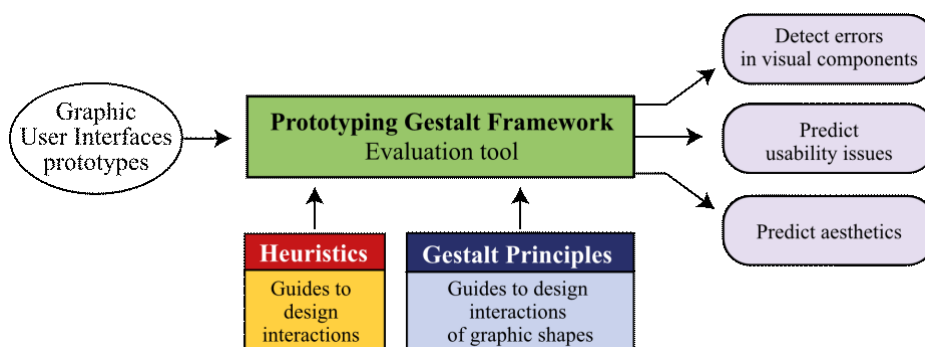 Graphic
User Interfaces
prototypes
Prototyping Gestalt Framework
Evaluation tool
Heuristics
Guides to
design
interactions
Gestalt Principles
Guides to design
interactions
of graphic shapes
Detect errors
in visual components
Predict
usability issues
Predict aesthetics